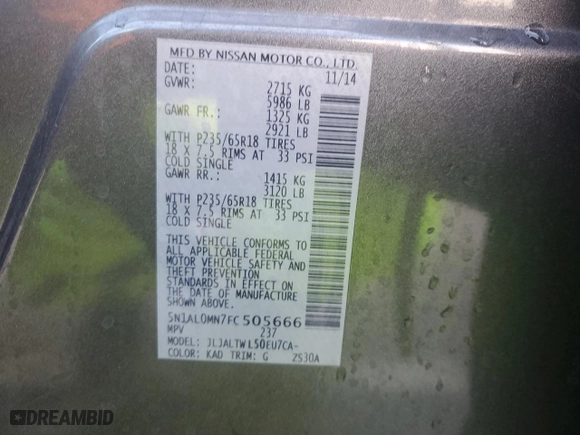 MFD BY NISSAN MOTOR CO., LTD.
DATE: 11/14
GVWR: 2715 KG
5986 LB
GAWR FR.: 1325 KG
2921 LB
WITH P235/65R18 TIRES
18 X 7.5 RIMS AT 33 PSI
COLD SINGLE
GAWR RR.: 1415 KG
3120 LB
WITH P235/65R18 TIRES
18 X 7.5 RIMS AT 33 PSI
COLD SINGLE
THIS VEHICLE CONFORMS TO
ALL APPLICABLE FEDERAL
MOTOR VEHICLE SAFETY AND
THEFT PREVENTION
STANDARDS IN EFFECT ON
THE DATE OF MANUFACTURE
SHOWN ABOVE.
5N1AL0MN7FC505666
MPV 237
MODEL: JLJALTWL50EU7CA-
COLOR: KAD TRIM: G ZS30A
DREAMBID